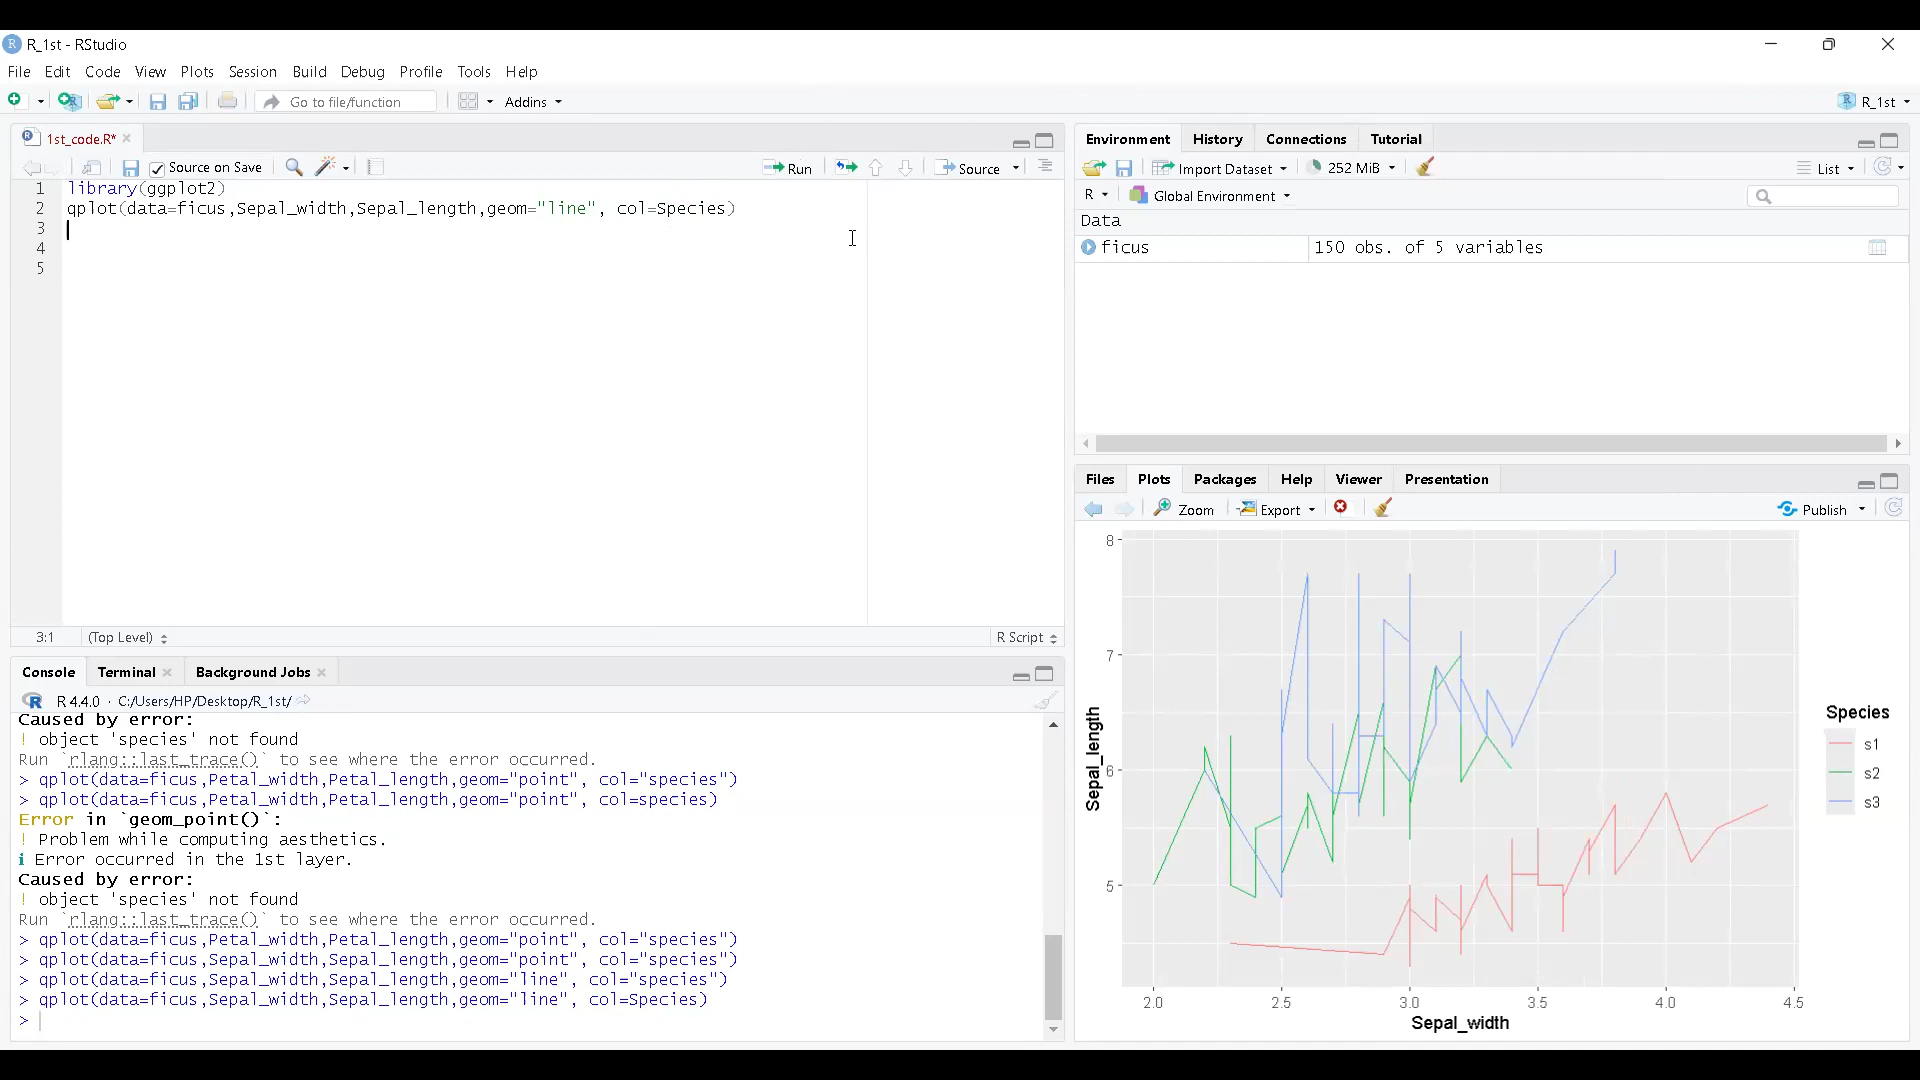 R_1st - RStudio
File Edit Code View Plots Session Build Debug Profile Tools Help
Go to file/function Addins R_1st
1st_code.R*
Source on Save Run Source
1 library(ggplot2)
2 qplot(data=ficus,Sepal_width,Sepal_length,geom="line", col=Species)
3
4
5
3:1 (Top Level) R Script
Console Terminal Background Jobs
R 4.4.0 · C:/Users/HP/Desktop/R_1st/
Caused by error:
! object 'species' not found
Run `rlang::last_trace()` to see where the error occurred.
> qplot(data=ficus,Petal_width,Petal_length,geom="point", col="species")
> qplot(data=ficus,Petal_width,Petal_length,geom="point", col=species)
Error in `geom_point()`:
! Problem while computing aesthetics.
ℹ Error occurred in the 1st layer.
Caused by error:
! object 'species' not found
Run `rlang::last_trace()` to see where the error occurred.
> qplot(data=ficus,Petal_width,Petal_length,geom="point", col="species")
> qplot(data=ficus,Sepal_width,Sepal_length,geom="point", col="species")
> qplot(data=ficus,Sepal_width,Sepal_length,geom="line", col="species")
> qplot(data=ficus,Sepal_width,Sepal_length,geom="line", col=Species)
>
Environment History Connections Tutorial
Import Dataset 252 MiB List
R Global Environment
Data
ficus 150 obs. of 5 variables
Files Plots Packages Help Viewer Presentation
Zoom Export Publish
8
7
6
5
Sepal_length
2.0 2.5 3.0 3.5 4.0 4.5
Sepal_width
Species
s1
s2
s3